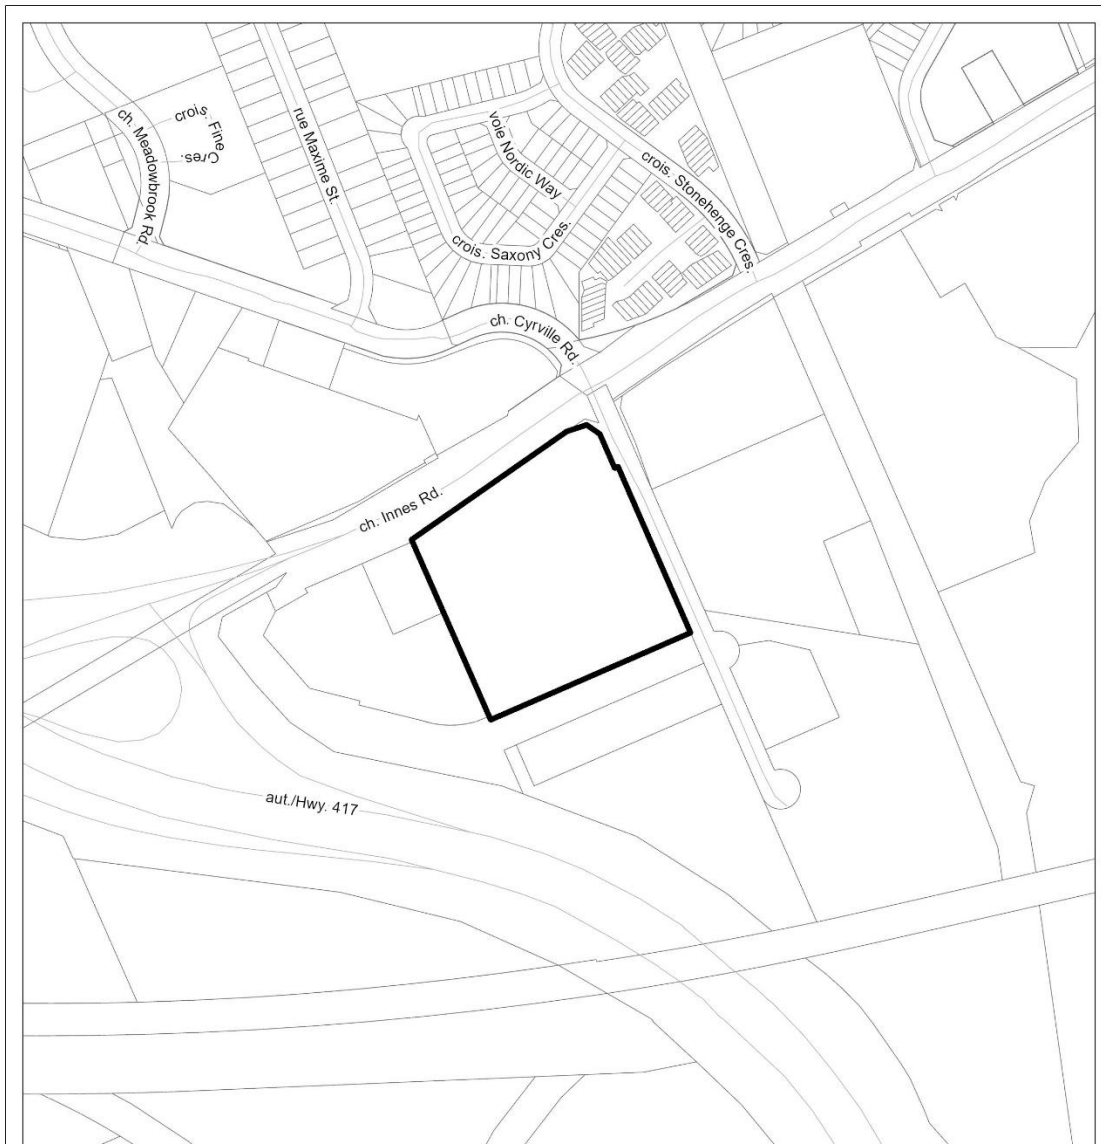 ch. Meadowbrook Rd.
crois. Fine
Cres.
rue Maxime St.
voie Nordic Way
crois. Stonehenge Cres.
crois. Saxony Cres.
ch. Cyrville Rd.
ch. Innes Rd.
aut./Hwy. 417